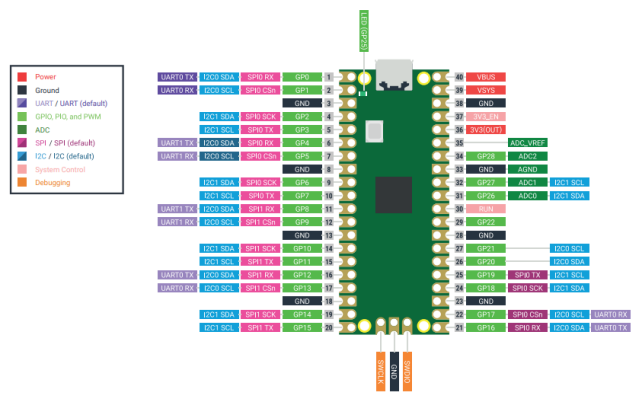 LED (GP25)
Power
Ground
UART / UART (default)
GPIO, PIO, and PWM
ADC
SPI / SPI (default)
I2C / I2C (default)
System Control
Debugging
UART0 TX I2C0 SDA SPI0 RX GP0 1 40 VBUS
UART0 RX I2C0 SCL SPI0 CSn GP1 2 39 VSYS
GND 3 38 GND
I2C1 SDA SPI0 SCK GP2 4 37 3V3_EN
I2C1 SCL SPI0 TX GP3 5 36 3V3(OUT)
UART1 TX I2C0 SDA SPI0 RX GP4 6 35 ADC_VREF
UART1 RX I2C0 SCL SPI0 CSn GP5 7 34 GP28 ADC2
GND 8 33 GND AGND
I2C1 SDA SPI0 SCK GP6 9 32 GP27 ADC1 I2C1 SCL
I2C1 SCL SPI0 TX GP7 10 31 GP26 ADC0 I2C1 SDA
UART1 TX I2C0 SDA SPI1 RX GP8 11 30 RUN
UART1 RX I2C0 SCL SPI1 CSn GP9 12 29 GP22
GND 13 28 GND
I2C1 SDA SPI1 SCK GP10 14 27 GP21 I2C0 SCL
I2C1 SCL SPI1 TX GP11 15 26 GP20 I2C0 SDA
UART0 TX I2C0 SDA SPI1 RX GP12 16 25 GP19 SPI0 TX I2C1 SCL
UART0 RX I2C0 SCL SPI1 CSn GP13 17 24 GP18 SPI0 SCK I2C1 SDA
GND 18 23 GND
I2C1 SDA SPI1 SCK GP14 19 22 GP17 SPI0 CSn I2C0 SCL UART0 RX
I2C1 SCL SPI1 TX GP15 20 21 GP16 SPI0 RX I2C0 SDA UART0 TX
SWCLK
GND
SWDIO